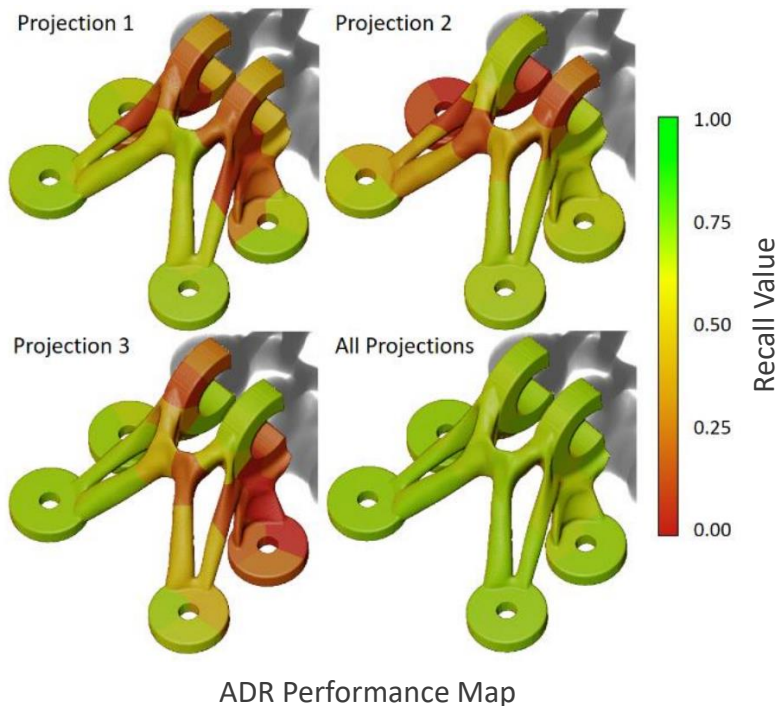 Projection 1
Projection 2
Projection 3
All Projections
1.00
0.75
0.50
0.25
0.00
Recall Value
ADR Performance Map